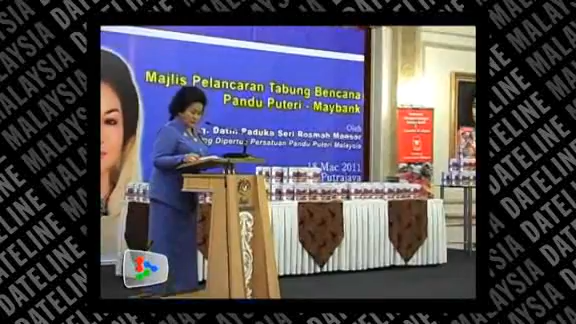 Majlis Pelancaran Tabung Bencana
Pandu Puteri - Maybank
Oleh
Datin Paduka Seri Rosmah Mansor
Dipertua Persatuan Pandu Puteri Malaysia
18 Mac 2011
Putrajaya
DATELINE MALAYSIA